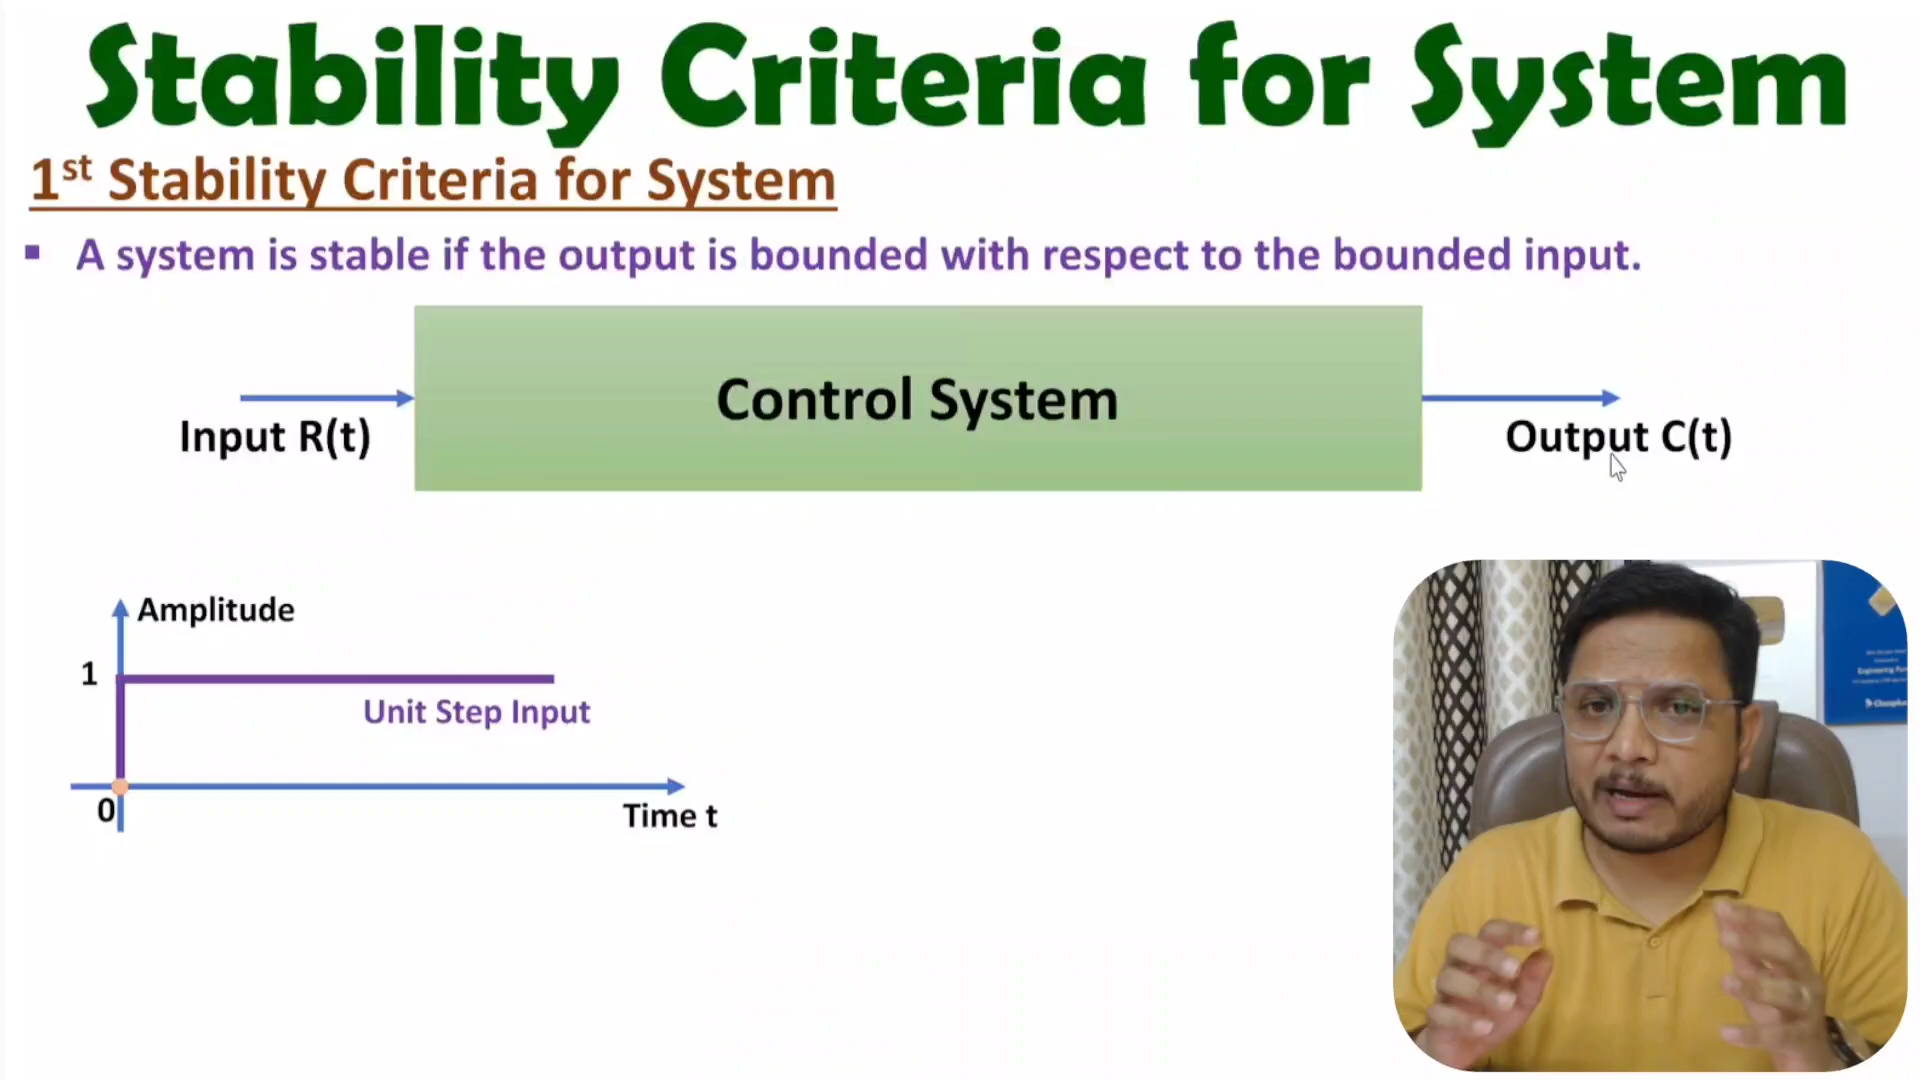 Stability Criteria for System
1st Stability Criteria for System
▪ A system is stable if the output is bounded with respect to the bounded input.
Control System
Input R(t)
Output C(t)
Amplitude
1
Unit Step Input
0
Time t